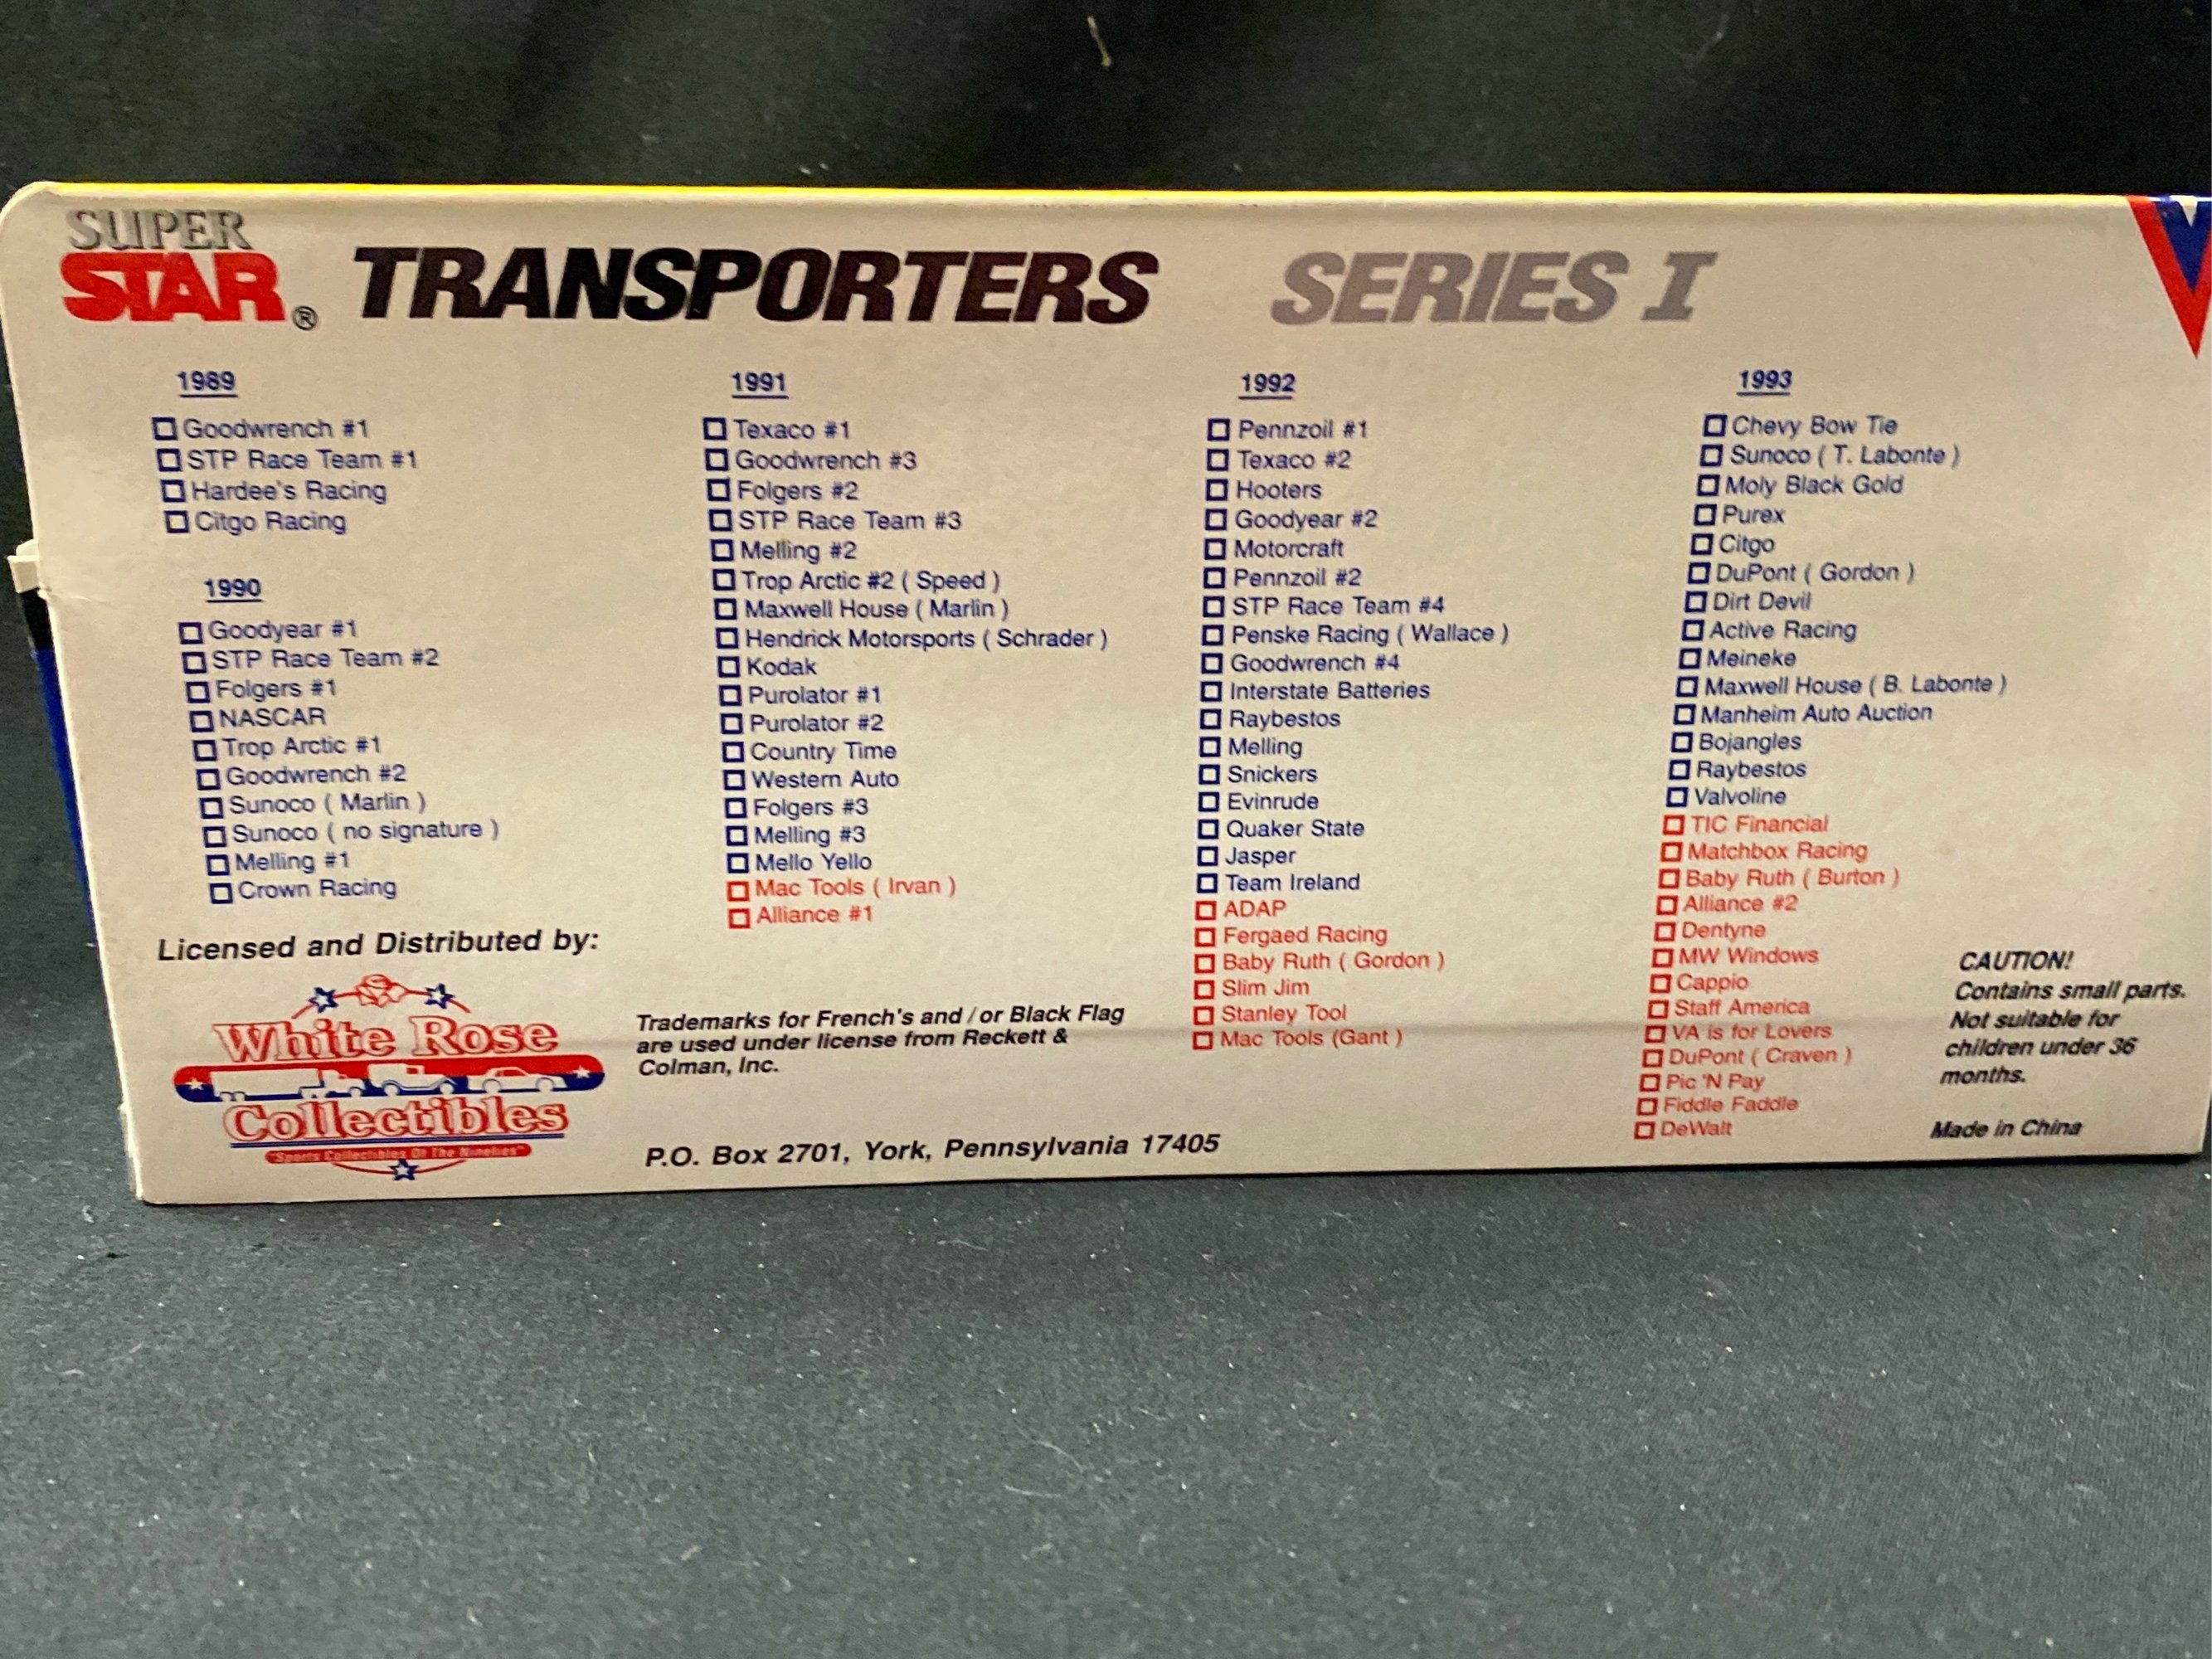 SUPER
STAR® TRANSPORTERS SERIES I
1989
Goodwrench #1
STP Race Team #1
Hardee's Racing
Citgo Racing
1990
Goodyear #1
STP Race Team #2
Folgers #1
NASCAR
Trop Arctic #1
Goodwrench #2
Sunoco ( Marlin )
Sunoco ( no signature )
Melling #1
Crown Racing
Licensed and Distributed by:
White Rose
Collectibles
"Sports Collectibles Of The Nineties"
1991
Texaco #1
Goodwrench #3
Folgers #2
STP Race Team #3
Melling #2
Trop Arctic #2 ( Speed )
Maxwell House ( Marlin )
Hendrick Motorsports ( Schrader )
Kodak
Purolator #1
Purolator #2
Country Time
Western Auto
Folgers #3
Melling #3
Mello Yello
Mac Tools ( Irvan )
Alliance #1
Trademarks for French's and / or Black Flag
are used under license from Reckett &
Colman, Inc.
P.O. Box 2701, York, Pennsylvania 17405
1992
Pennzoil #1
Texaco #2
Hooters
Goodyear #2
Motorcraft
Pennzoil #2
STP Race Team #4
Penske Racing ( Wallace )
Goodwrench #4
Interstate Batteries
Raybestos
Melling
Snickers
Evinrude
Quaker State
Jasper
Team Ireland
ADAP
Fergaed Racing
Baby Ruth ( Gordon )
Slim Jim
Stanley Tool
Mac Tools (Gant )
1993
Chevy Bow Tie
Sunoco ( T. Labonte )
Moly Black Gold
Purex
Citgo
DuPont ( Gordon )
Dirt Devil
Active Racing
Meineke
Maxwell House ( B. Labonte )
Manheim Auto Auction
Bojangles
Raybestos
Valvoline
TIC Financial
Matchbox Racing
Baby Ruth ( Burton )
Alliance #2
Dentyne
MW Windows
Cappio
Staff America
VA is for Lovers
DuPont ( Craven )
Pic 'N Pay
Fiddle Faddle
DeWalt
CAUTION!
Contains small parts.
Not suitable for
children under 36
months.
Made in China